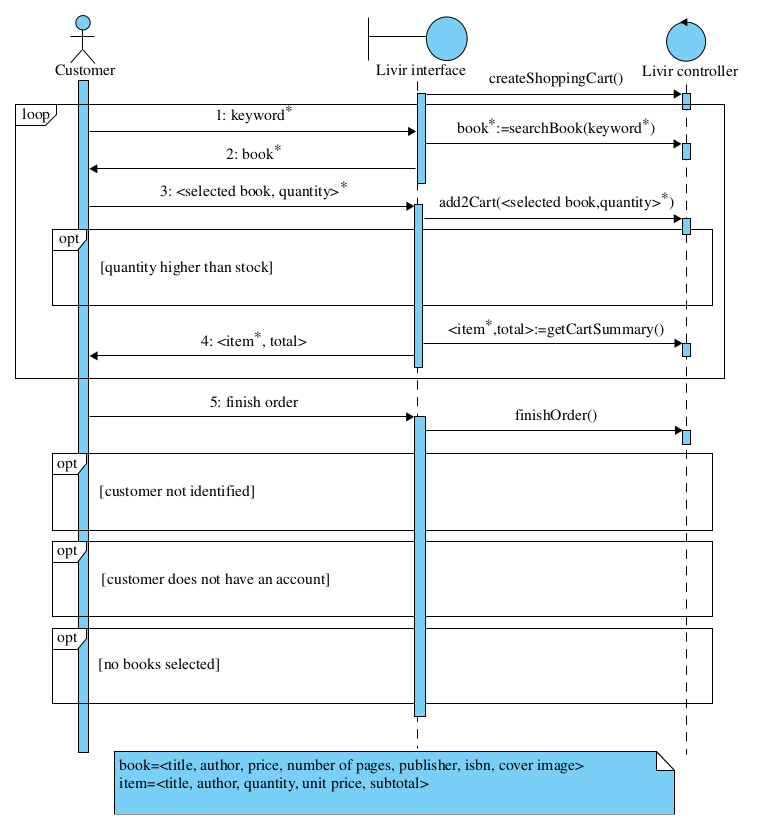 Customer
Livir interface
Livir controller
createShoppingCart()
loop
1: keyword*
book*:=searchBook(keyword*)
2: book*
3: <selected book, quantity>*
add2Cart(<selected book,quantity>*)
opt
[quantity higher than stock]
<item*,total>:=getCartSummary()
4: <item*, total>
5: finish order
finishOrder()
opt
[customer not identified]
opt
[customer does not have an account]
opt
[no books selected]
book=<title, author, price, number of pages, publisher, isbn, cover image>
item=<title, author, quantity, unit price, subtotal>